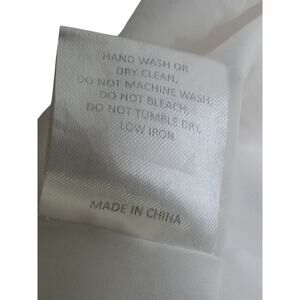 HAND WASH OR
DRY CLEAN,
DO NOT MACHINE WASH,
DO NOT BLEACH,
DO NOT TUMBLE DRY,
LOW IRON.
MADE IN CHINA